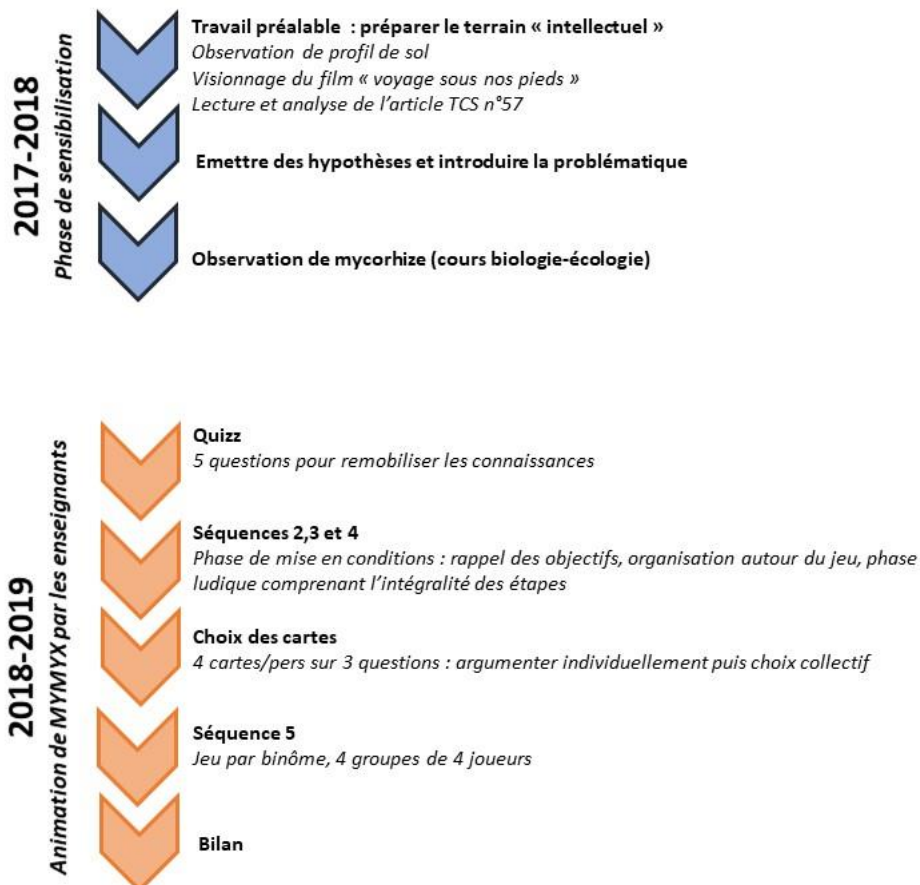 2017-2018
Phase de sensibilisation
Travail préalable : préparer le terrain « intellectuel »
Observation de profil de sol
Visionnage du film « voyage sous nos pieds »
Lecture et analyse de l'article TCS n°57
Emettre des hypothèses et introduire la problématique
Observation de mycorhize (cours biologie-écologie)
2018-2019
Animation de MYMYX par les enseignants
Quizz
5 questions pour remobiliser les connaissances
Séquences 2,3 et 4
Phase de mise en conditions : rappel des objectifs, organisation autour du jeu, phase
ludique comprenant l'intégralité des étapes
Choix des cartes
4 cartes/pers sur 3 questions : argumenter individuellement puis choix collectif
Séquence 5
Jeu par binôme, 4 groupes de 4 joueurs
Bilan